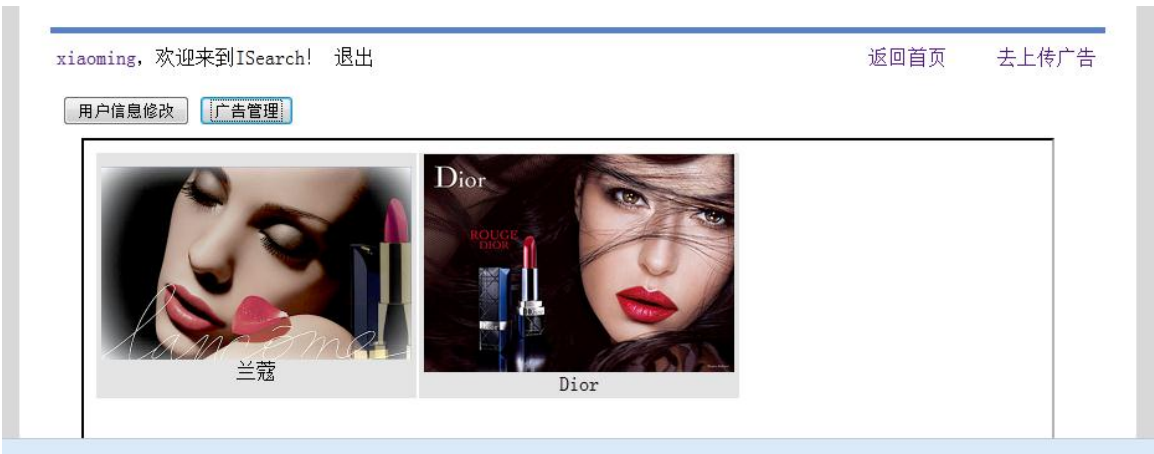 xiaoming，欢迎来到ISearch! 退出 返回首页 去上传广告
用户信息修改 广告管理
Dior
ROUGE
DIOR
lancôme
兰蔻
Dior